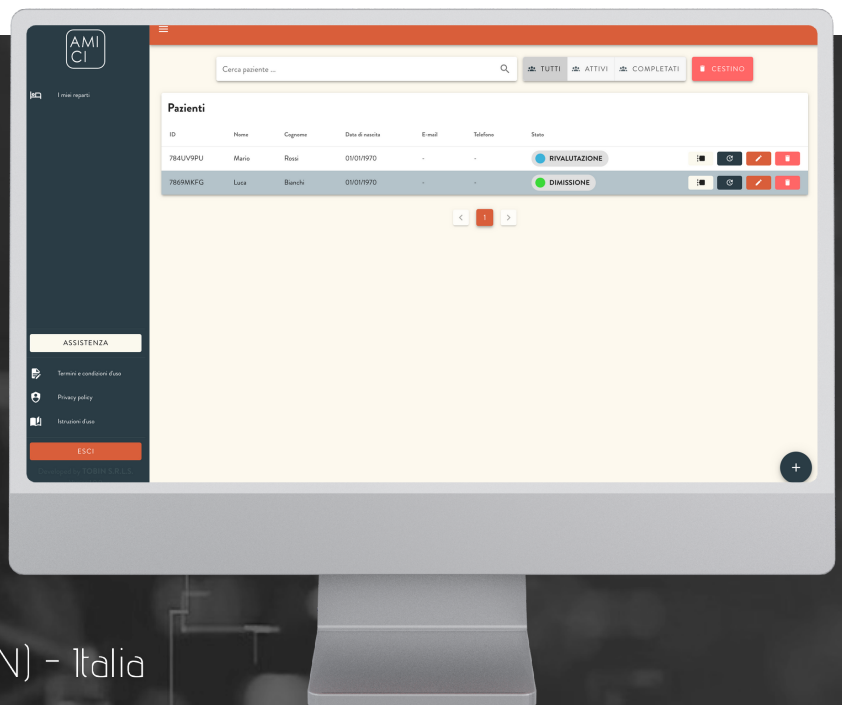 AMI
CI
Cerca paziente ...
TUTTI ATTIVI COMPLETATI
CESTINO
I miei reparti
Pazienti
ID Nome Cognome Data di nascita E-mail Telefono Stato
784UV9PU Mario Rossi 01/01/1970 - - RIVALUTAZIONE
7869MKFG Luca Bianchi 01/01/1970 - - DIMISSIONE
< 1 >
ASSISTENZA
Termini e condizioni d'uso
Privacy policy
Istruzioni d'uso
ESCI
Developed by TOBIN S.R.L.S.
+
N) - Italia